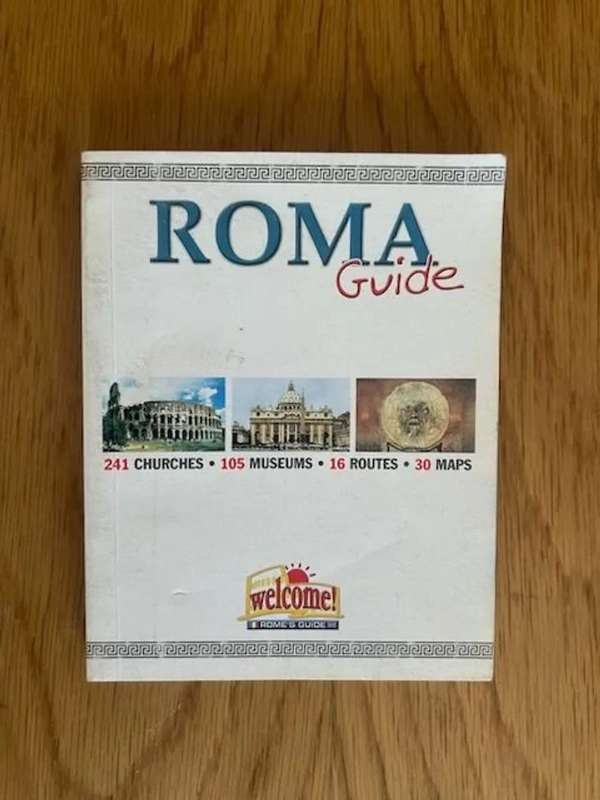 ROMA
Guide
241 CHURCHES • 105 MUSEUMS • 16 ROUTES • 30 MAPS
welcome!
ROME'S GUIDE